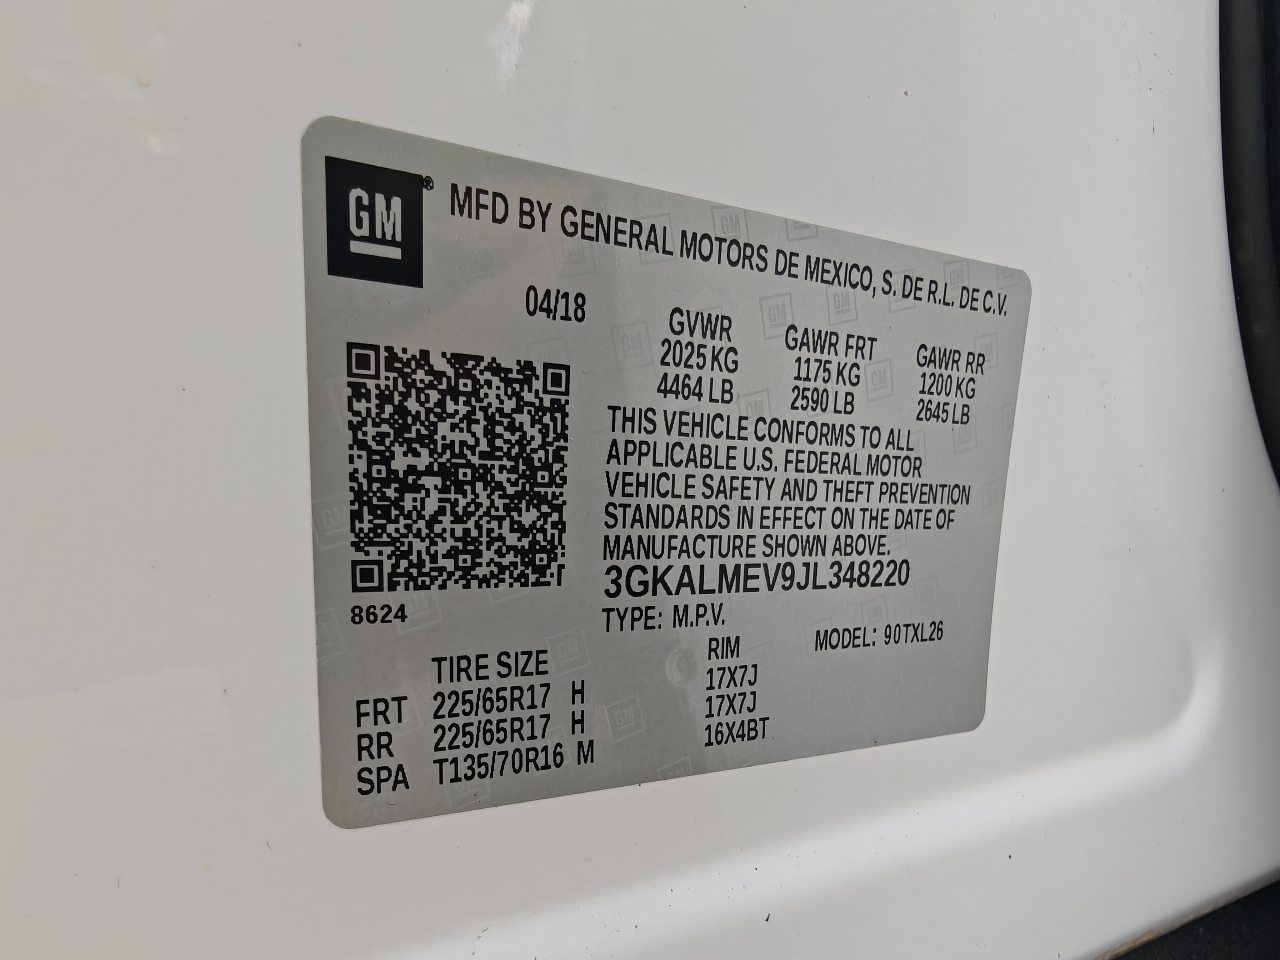 GM® MFD BY GENERAL MOTORS DE MEXICO, S. DE R.L. DE C.V.
04/18
GVWR GAWR FRT GAWR RR
2025 KG 1175 KG 1200 KG
4464 LB 2590 LB 2645 LB
THIS VEHICLE CONFORMS TO ALL
APPLICABLE U.S. FEDERAL MOTOR
VEHICLE SAFETY AND THEFT PREVENTION
STANDARDS IN EFFECT ON THE DATE OF
MANUFACTURE SHOWN ABOVE.
3GKALMEV9JL348220
8624
TYPE: M.P.V. MODEL: 90TXL26
TIRE SIZE RIM
FRT 225/65R17 H 17X7J
RR 225/65R17 H 17X7J
SPA T135/70R16 M 16X4BT